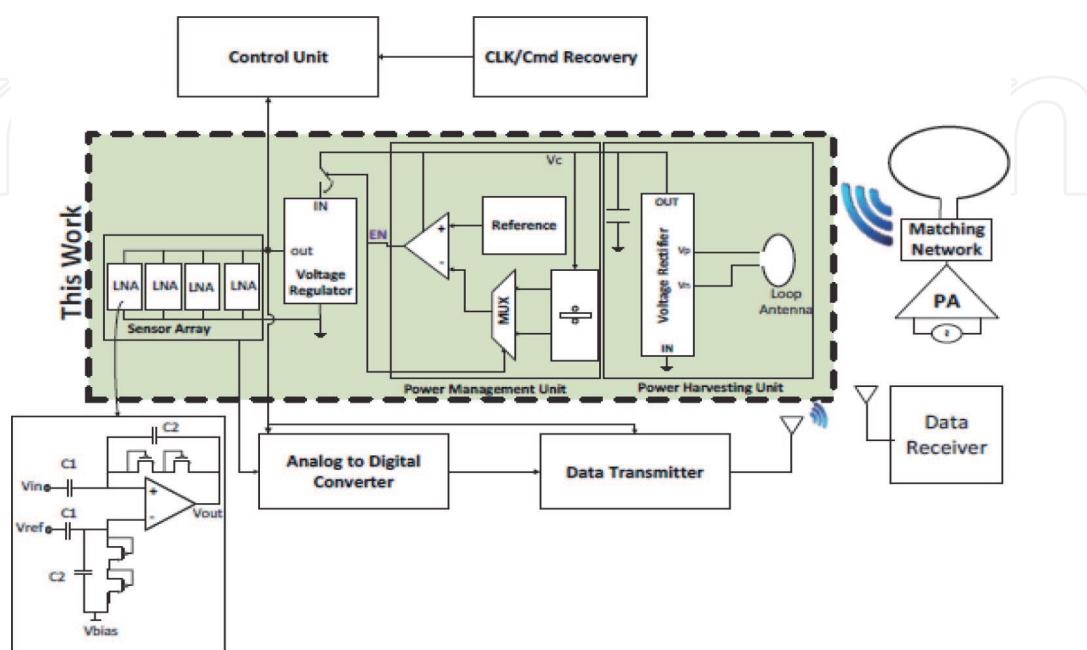 Control Unit
CLK/Cmd Recovery
This Work
IN
out
Voltage
Regulator
LNA
LNA
LNA
LNA
Sensor Array
EN
+
-
Reference
MUX
÷
Vc
Power Management Unit
OUT
Voltage Rectifier
Vp
Vn
IN
Loop
Antenna
Power Harvesting Unit
Matching
Network
PA
Data
Receiver
Analog to Digital
Converter
Data Transmitter
C2
C1
Vin
+
-
Vout
Vref
C1
C2
Vbias